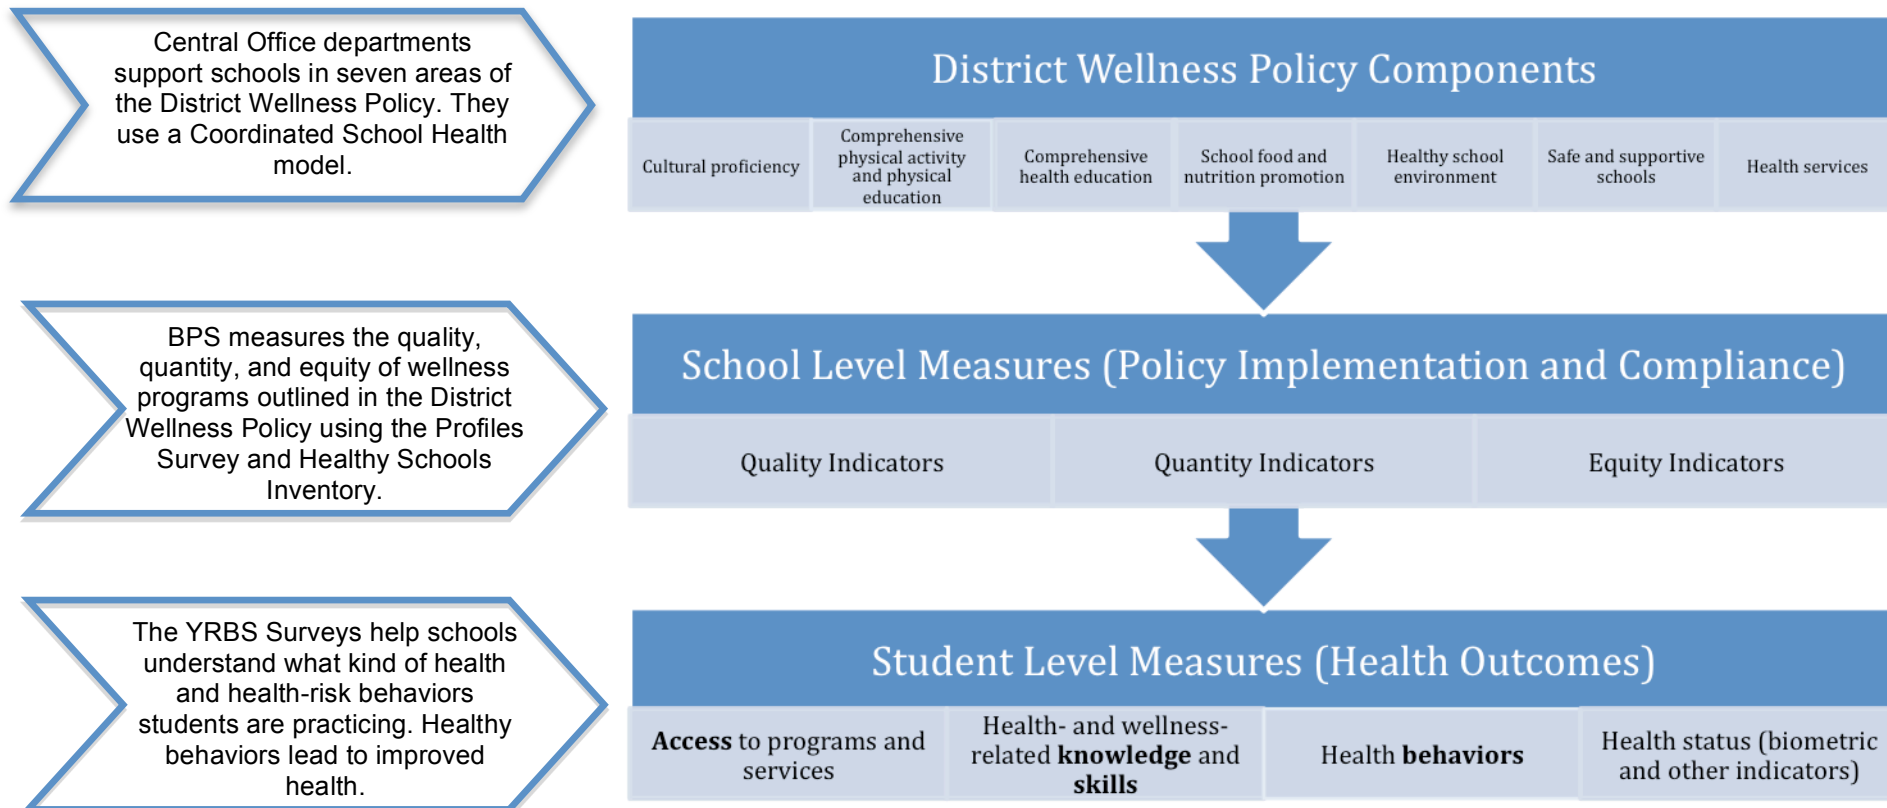 Central Office departments
support schools in seven areas of
the District Wellness Policy. They
use a Coordinated School Health
model.
District Wellness Policy Components
Cultural proficiency
Comprehensive
physical activity
and physical
education
Comprehensive
health education
School food and
nutrition promotion
Healthy school
environment
Safe and supportive
schools
Health services
BPS measures the quality,
quantity, and equity of wellness
programs outlined in the District
Wellness Policy using the Profiles
Survey and Healthy Schools
Inventory.
School Level Measures (Policy Implementation and Compliance)
Quality Indicators
Quantity Indicators
Equity Indicators
The YRBS Surveys help schools
understand what kind of health
and health-risk behaviors
students are practicing. Healthy
behaviors lead to improved
health.
Student Level Measures (Health Outcomes)
Access to programs and
services
Health- and wellness-
related knowledge and
skills
Health behaviors
Health status (biometric
and other indicators)